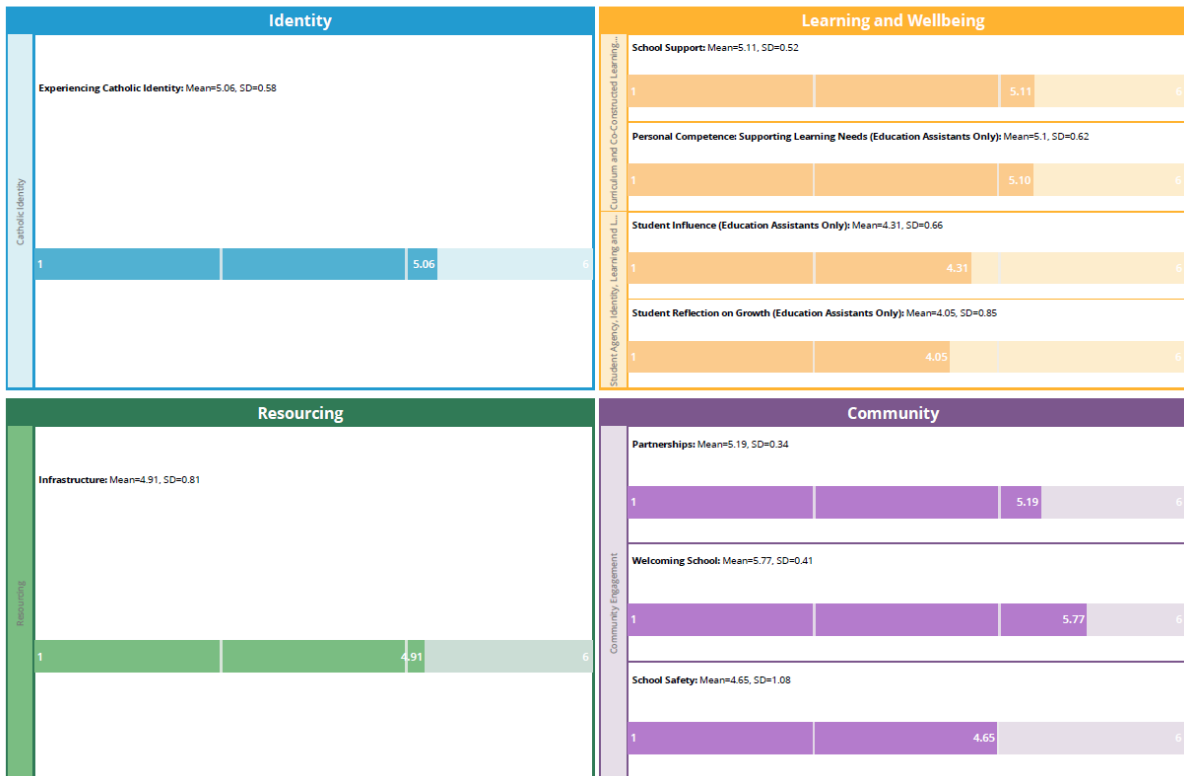 Identity
Catholic Identity
Experiencing Catholic Identity: Mean=5.06, SD=0.58
1 5.06 6
Learning and Wellbeing
Curriculum and Co-Constructed Learning...
School Support: Mean=5.11, SD=0.52
1 5.11 6
Personal Competence: Supporting Learning Needs (Education Assistants Only): Mean=5.1, SD=0.62
1 5.10 6
Student Agency, Identity, Learning and L...
Student Influence (Education Assistants Only): Mean=4.31, SD=0.66
1 4.31 6
Student Reflection on Growth (Education Assistants Only): Mean=4.05, SD=0.85
1 4.05 6
Resourcing
Resourcing
Infrastructure: Mean=4.91, SD=0.81
1 4.91 6
Community
Community Engagement
Partnerships: Mean=5.19, SD=0.34
1 5.19 6
Welcoming School: Mean=5.77, SD=0.41
1 5.77 6
School Safety: Mean=4.65, SD=1.08
1 4.65 6